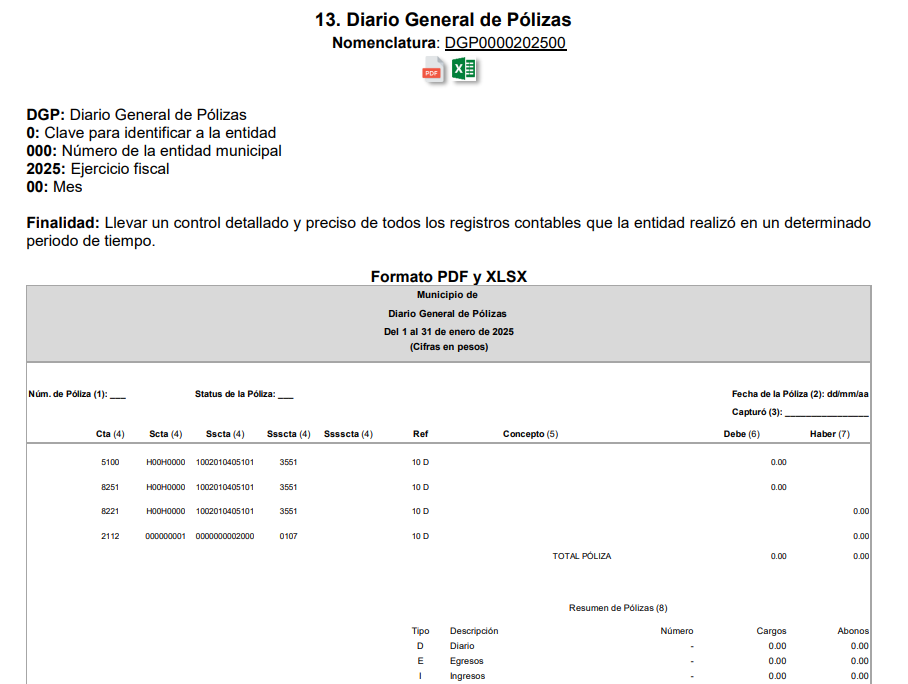 13. Diario General de Pólizas
Nomenclatura: DGP0000202500
PDF X
DGP: Diario General de Pólizas
0: Clave para identificar a la entidad
000: Número de la entidad municipal
2025: Ejercicio fiscal
00: Mes
Finalidad: Llevar un control detallado y preciso de todos los registros contables que la entidad realizó en un determinado
periodo de tiempo.
Formato PDF y XLSX
Municipio de
Diario General de Pólizas
Del 1 al 31 de enero de 2025
(Cifras en pesos)
Núm. de Póliza (1): ___ Status de la Póliza: ___ Fecha de la Póliza (2): dd/mm/aa
Capturó (3): ________________
Cta (4) Scta (4) Sscta (4) Ssscta (4) Sssscta (4) Ref Concepto (5) Debe (6) Haber (7)
5100 H00H0000 1002010405101 3551 10 D 0.00
8251 H00H0000 1002010405101 3551 10 D 0.00
8221 H00H0000 1002010405101 3551 10 D 0.00
2112 000000001 0000000002000 0107 10 D 0.00
TOTAL PÓLIZA 0.00 0.00
Resumen de Pólizas (8)
Tipo Descripción Número Cargos Abonos
D Diario - 0.00 0.00
E Egresos - 0.00 0.00
I Ingresos - 0.00 0.00